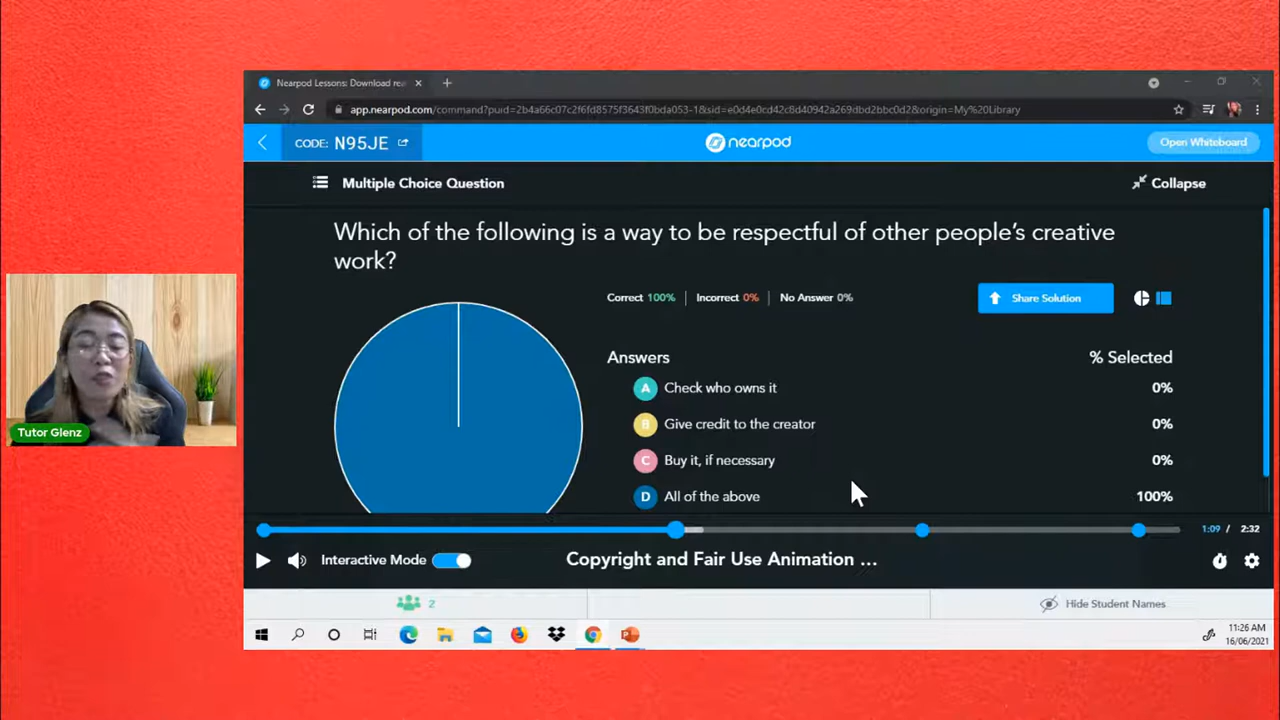 Nearpod Lessons: Download rea
app.nearpod.com/command?puid=2b4a66c07c2f6fd8575f3643f0bda053-1&sid=e0d4e0cd42c8d40942a269dbd2bbc0d2&origin=My%20Library
CODE: N95JE
nearpod
Open Whiteboard
Multiple Choice Question
Collapse
Which of the following is a way to be respectful of other people's creative
work?
Correct 100% | Incorrect 0% | No Answer 0%
Share Solution
Answers
% Selected
A Check who owns it 0%
B Give credit to the creator 0%
C Buy it, if necessary 0%
D All of the above 100%
1:09 / 2:32
Interactive Mode
Copyright and Fair Use Animation ...
2
Hide Student Names
11:26 AM
16/06/2021
Tutor Glenz